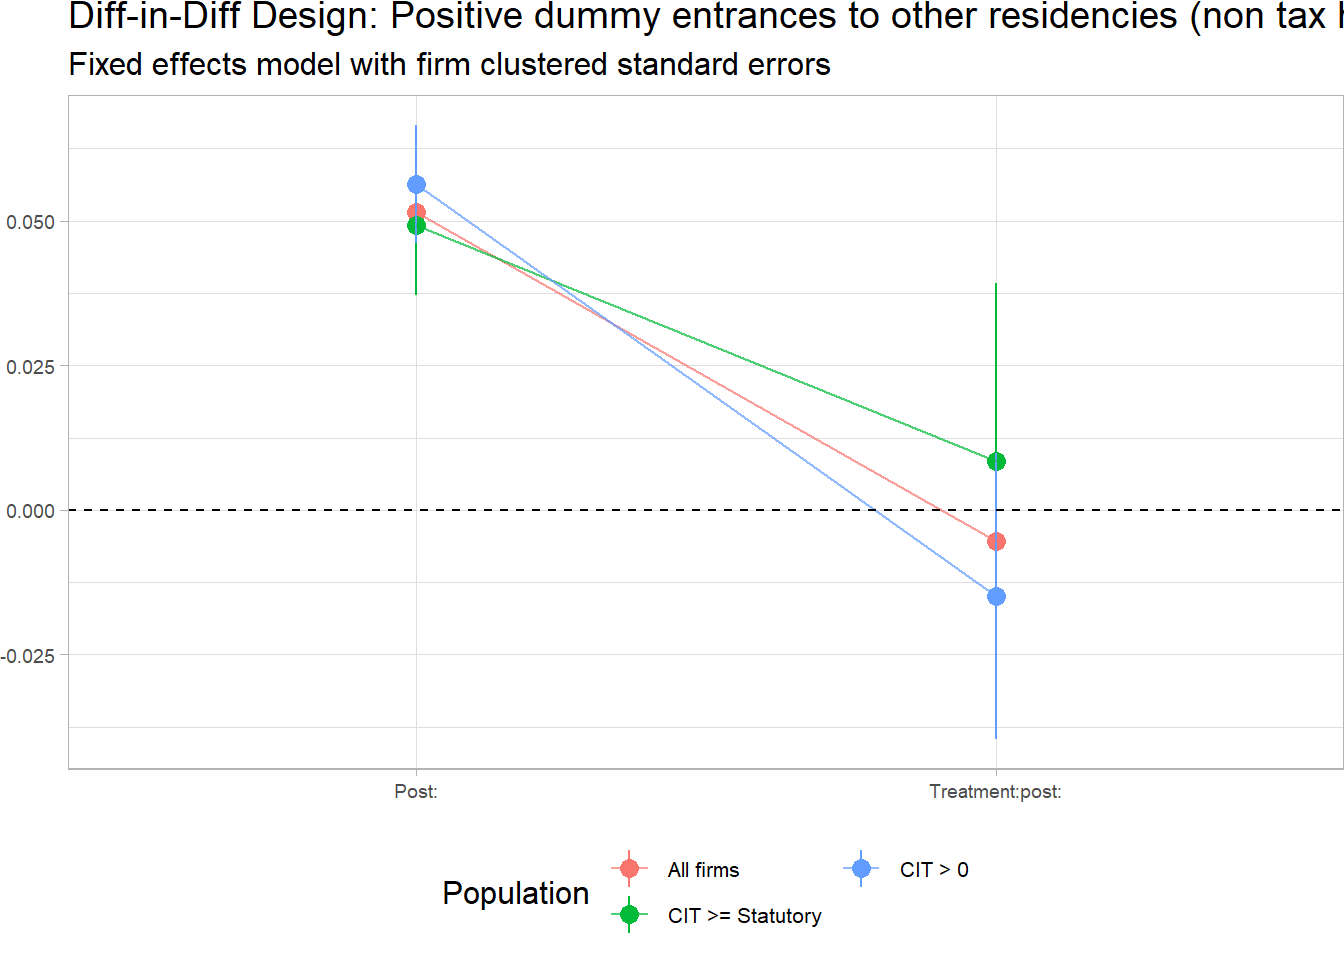 Diff-in-Diff Design: Positive dummy entrances to other residencies (non tax
Fixed effects model with firm clustered standard errors
0.050
0.025
0.000
-0.025
Post:
Treatment:post:
Population
All firms
CIT > 0
CIT >= Statutory